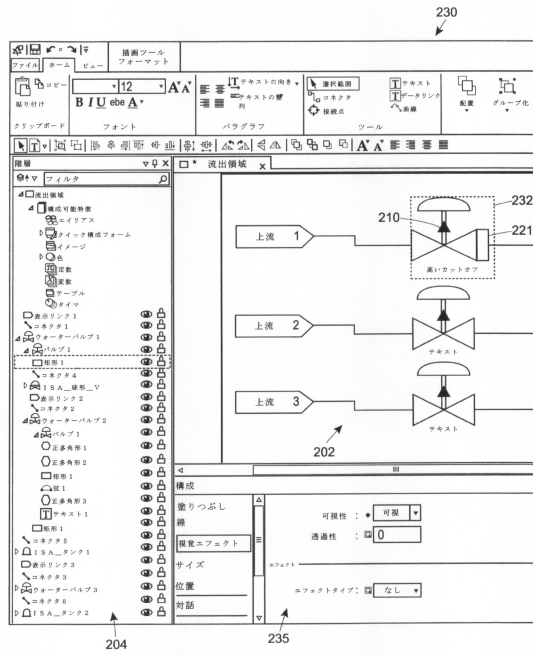 230
描画ツール
フォーマット
ファイル ホーム ビュー
コピー
貼り付け
クリップボード
12 A A
B I U ebe A
フォント
テキストの向き
テキストの整列
パラグラフ
選択範囲
コネクタ
接続点
テキスト
データリンク
曲線
ツール
配置
グループ化
階層
フィルタ
流出領域
構成可能特徴
エイリアス
クイック構成フォーム
イメージ
色
定数
変数
テーブル
タイマ
表示リンク1
コネクタ1
ウォーターバルブ1
バルブ1
矩形1
コネクタ4
ISA__球形__V
表示リンク2
コネクタ2
ウォーターバルブ2
バルブ1
正多角形1
正多角形2
矩形1
弦1
正多角形3
テキスト1
矩形1
コネクタ5
ISA__タンク1
表示リンク3
コネクタ3
ウォーターバルブ3
コネクタ6
ISA__タンク2
204
* 流出領域 X
232
210
221
上流 1
高いカットオフ
上流 2
テキスト
上流 3
テキスト
202
構成
塗りつぶし
線
視覚エフェクト
サイズ
位置
対話
可視性 : 可視
透過性 : 0
エフェクト
エフェクトタイプ: なし
235